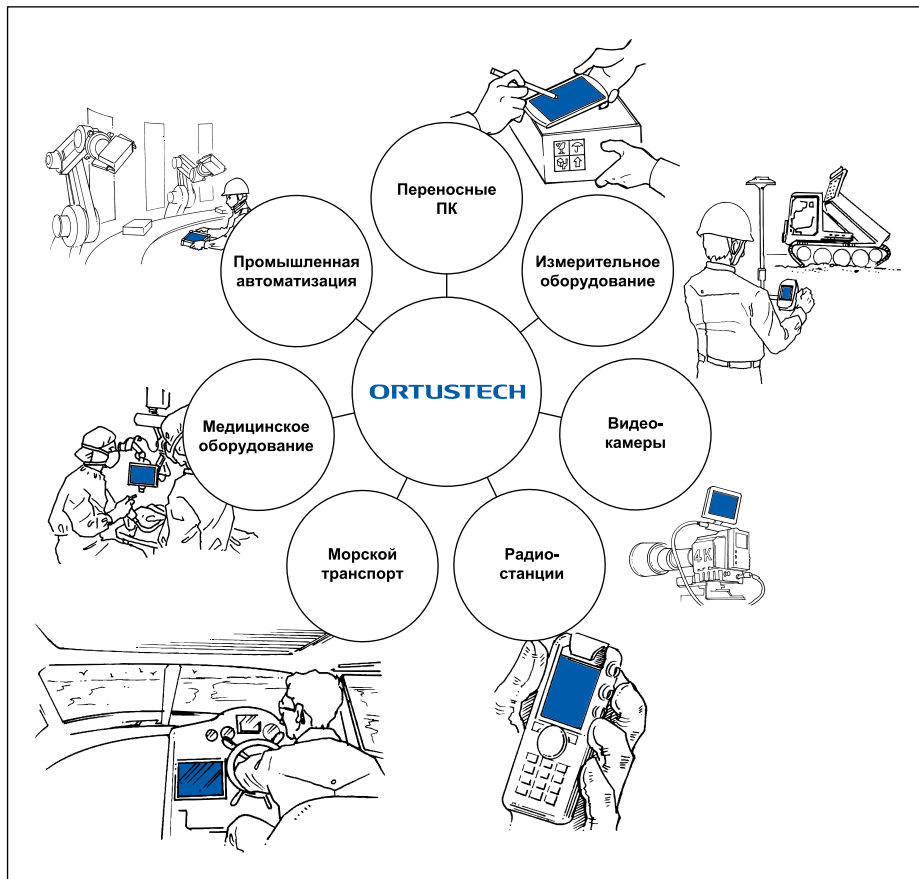 Переносные
ПК
Промышленная
автоматизация
Измерительное
оборудование
ORTUSTECH
Медицинское
оборудование
Видео-
камеры
Морской
транспорт
Радио-
станции
4K